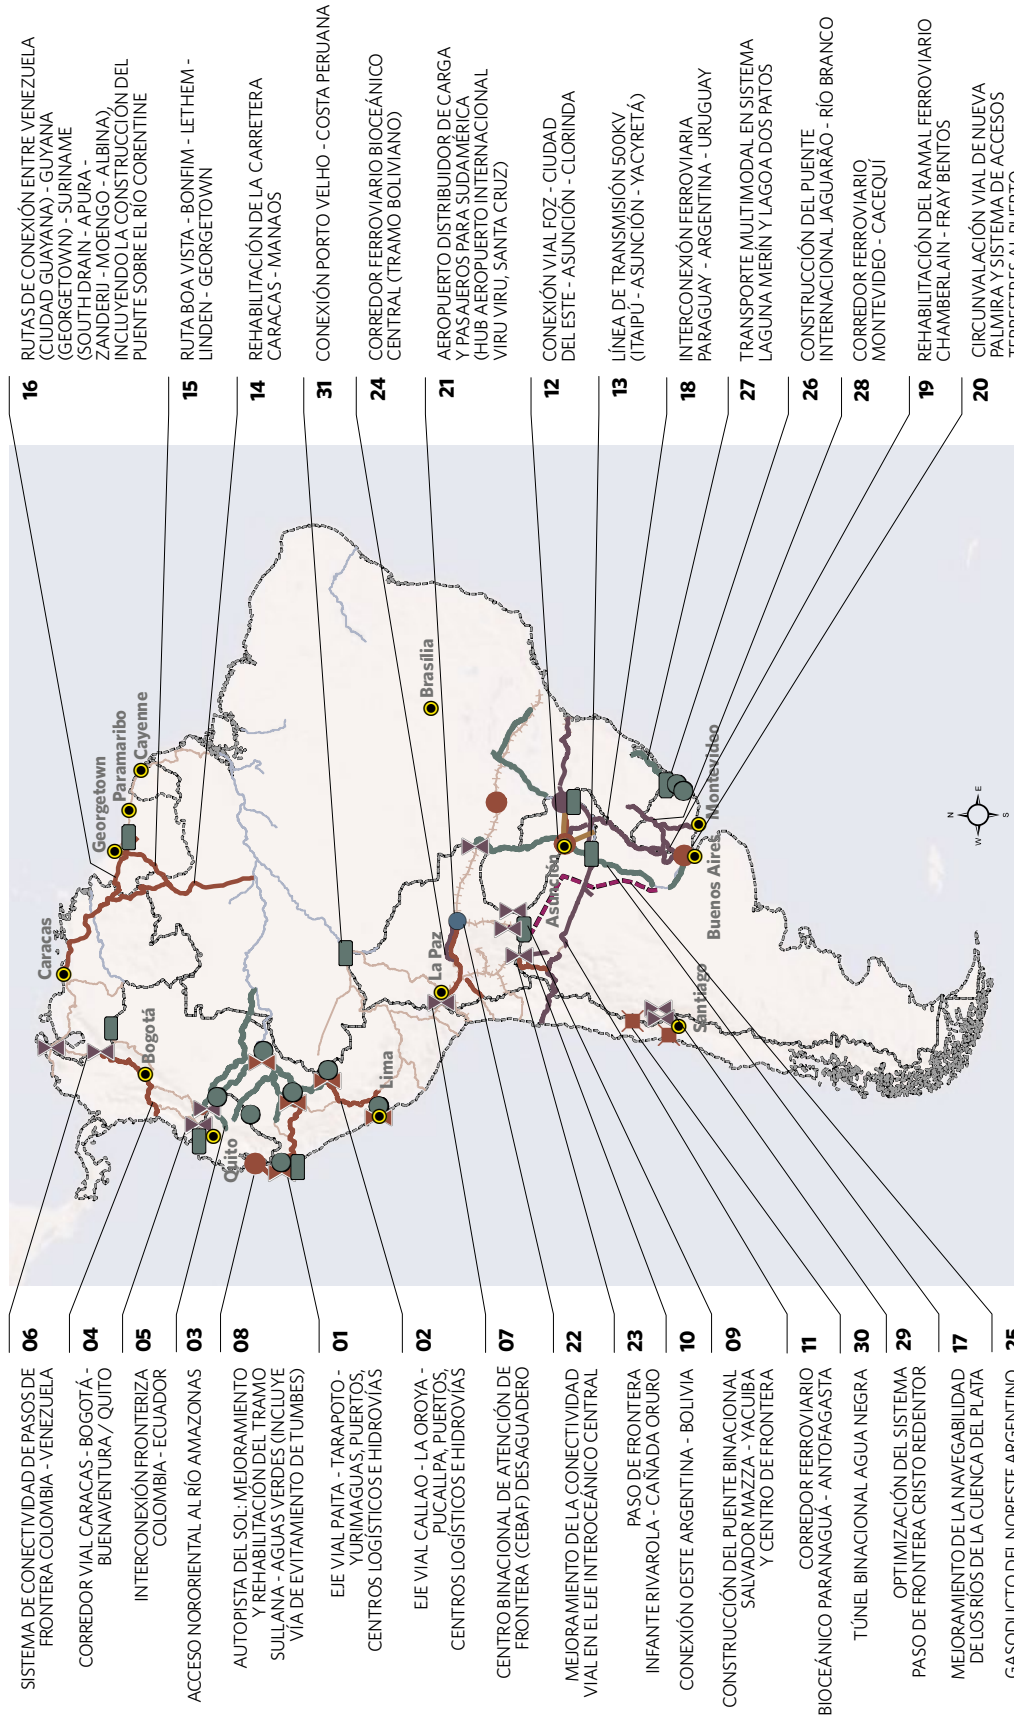 SISTEMA DE CONECTIVIDAD DE PASOS DE
FRONTERA COLOMBIA - VENEZUELA
06
CORREDOR VIAL CARACAS - BOGOTÁ -
BUENAVENTURA / QUITO
04
INTERCONEXIÓN FRONTERIZA
COLOMBIA - ECUADOR
05
ACCESO NORORIENTAL AL RÍO AMAZONAS
03
AUTOPISTA DEL SOL: MEJORAMIENTO
Y REHABILITACIÓN DEL TRAMO
SULLANA - AGUAS VERDES (INCLUYE
VÍA DE EVITAMIENTO DE TUMBES)
08
EJE VIAL PAITA - TARAPOTO -
YURIMAGUAS, PUERTOS,
CENTROS LOGÍSTICOS E HIDROVÍAS
01
EJE VIAL CALLAO - LA OROYA -
PUCALLPA, PUERTOS,
CENTROS LOGÍSTICOS E HIDROVÍAS
02
CENTRO BINACIONAL DE ATENCIÓN DE
FRONTERA (CEBAF) DESAGUADERO
07
MEJORAMIENTO DE LA CONECTIVIDAD
VIAL EN EL EJE INTEROCEÁNICO CENTRAL
22
PASO DE FRONTERA
INFANTE RIVAROLA - CAÑADA ORURO
23
CONEXIÓN OESTE ARGENTINA - BOLIVIA
10
CONSTRUCCIÓN DEL PUENTE BINACIONAL
SALVADOR MAZZA - YACUIBA
Y CENTRO DE FRONTERA
09
CORREDOR FERROVIARIO
BIOCEÁNICO PARANAGUÁ - ANTOFAGASTA
11
TÚNEL BINACIONAL AGUA NEGRA
30
OPTIMIZACIÓN DEL SISTEMA
PASO DE FRONTERA CRISTO REDENTOR
29
MEJORAMIENTO DE LA NAVEGABILIDAD
DE LOS RÍOS DE LA CUENCA DEL PLATA
17
GASODUCTO DEL NORESTE ARGENTINO
25
Caracas
Bogotá
Georgetown
Paramaribo
Cayenne
Quito
Lima
La Paz
Brasília
Asunción
Santiago
Buenos Aires
Montevideo
N
W
E
S
16
RUTAS DE CONEXIÓN ENTRE VENEZUELA
(CIUDAD GUAYANA) - GUYANA
(GEORGETOWN) - SURINAME
(SOUTH DRAIN - APURA -
ZANDERIJ - MOENGO - ALBINA),
INCLUYENDO LA CONSTRUCCIÓN DEL
PUENTE SOBRE EL RÍO CORENTINE
15
RUTA BOA VISTA - BONFIM - LETHEM -
LINDEN - GEORGETOWN
14
REHABILITACIÓN DE LA CARRETERA
CARACAS - MANAOS
31
CONEXIÓN PORTO VELHO - COSTA PERUANA
24
CORREDOR FERROVIARIO BIOCEÁNICO
CENTRAL (TRAMO BOLIVIANO)
21
AEROPUERTO DISTRIBUIDOR DE CARGA
Y PASAJEROS PARA SUDAMÉRICA
(HUB AEROPUERTO INTERNACIONAL
VIRU VIRU, SANTA CRUZ)
12
CONEXIÓN VIAL FOZ - CIUDAD
DEL ESTE - ASUNCIÓN - CLORINDA
13
LÍNEA DE TRANSMISIÓN 500KV
(ITAIPÚ - ASUNCIÓN - YACYRETÁ)
18
INTERCONEXIÓN FERROVIARIA
PARAGUAY - ARGENTINA - URUGUAY
27
TRANSPORTE MULTIMODAL EN SISTEMA
LAGUNA MERÍN Y LAGOA DOS PATOS
26
CONSTRUCCIÓN DEL PUENTE
INTERNACIONAL JAGUARÃO - RÍO BRANCO
28
CORREDOR FERROVIARIO
MONTEVIDEO - CACEQUÍ
19
REHABILITACIÓN DEL RAMAL FERROVIARIO
CHAMBERLAIN - FRAY BENTOS
20
CIRCUNVALACIÓN VIAL DE NUEVA
PALMIRA Y SISTEMA DE ACCESOS
TERRESTRES AL PUERTO